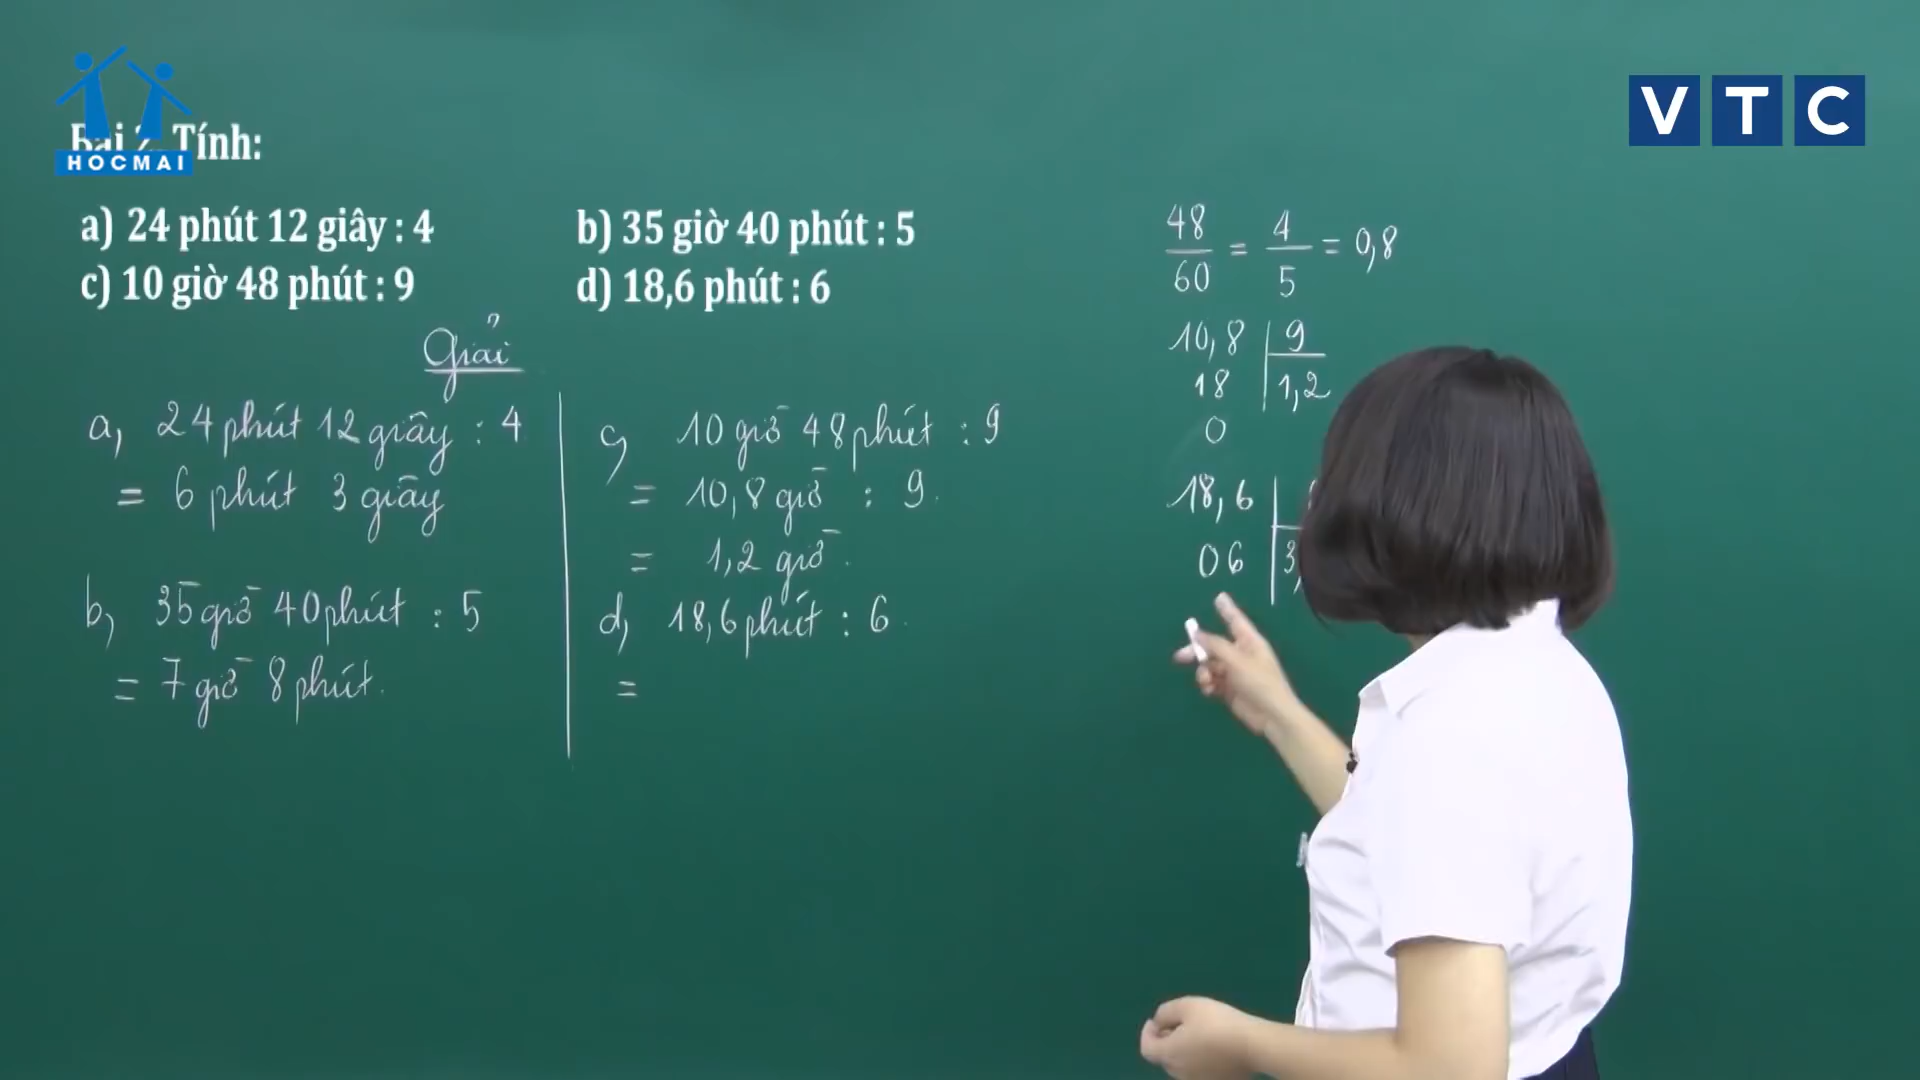 HOCMAI
VTC
Bài 2. Tính:
a) 24 phút 12 giây : 4
b) 35 giờ 40 phút : 5
c) 10 giờ 48 phút : 9
d) 18,6 phút : 6
Giải
a, 24 phút 12 giây : 4
= 6 phút 3 giây
b, 35 giờ 40 phút : 5
= 7 giờ 8 phút.
c, 10 giờ 48 phút : 9
= 10,8 giờ : 9.
= 1,2 giờ.
d, 18,6 phút : 6.
=
48/60 = 4/5 = 0,8
10,8 | 9
18 | 1,2
0
18,6
06 | 3,